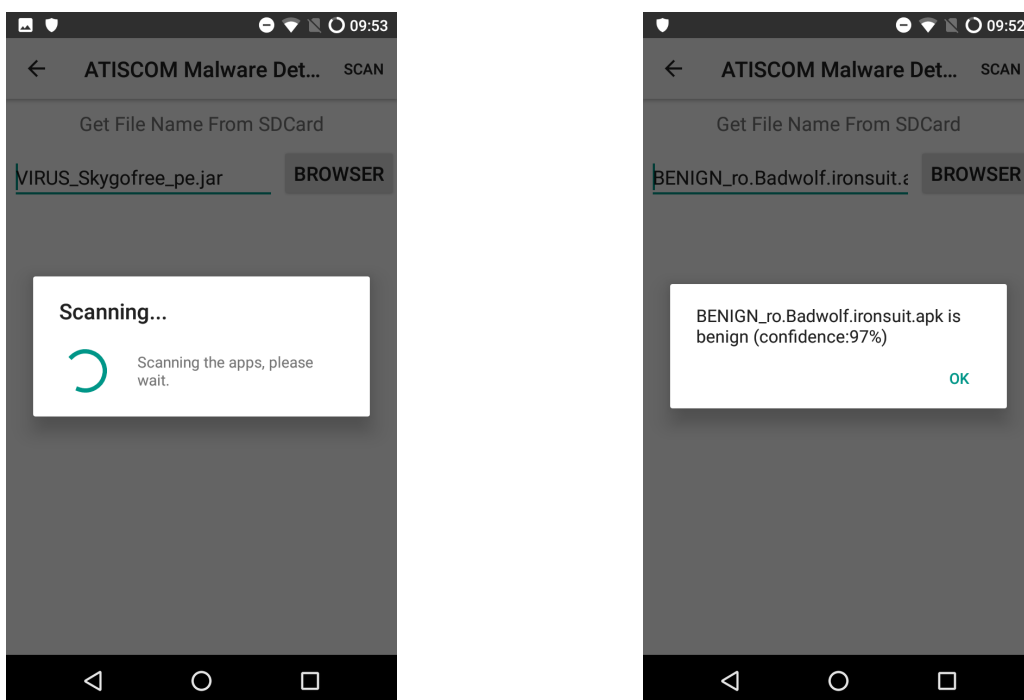 09:53
ATISCOM Malware Det... SCAN
Get File Name From SDCard
VIRUS_Skygofree_pe.jar BROWSER
Scanning...
Scanning the apps, please
wait.
09:52
ATISCOM Malware Det... SCAN
Get File Name From SDCard
BENIGN_ro.Badwolf.ironsuit.a BROWSER
BENIGN_ro.Badwolf.ironsuit.apk is
benign (confidence:97%)
OK